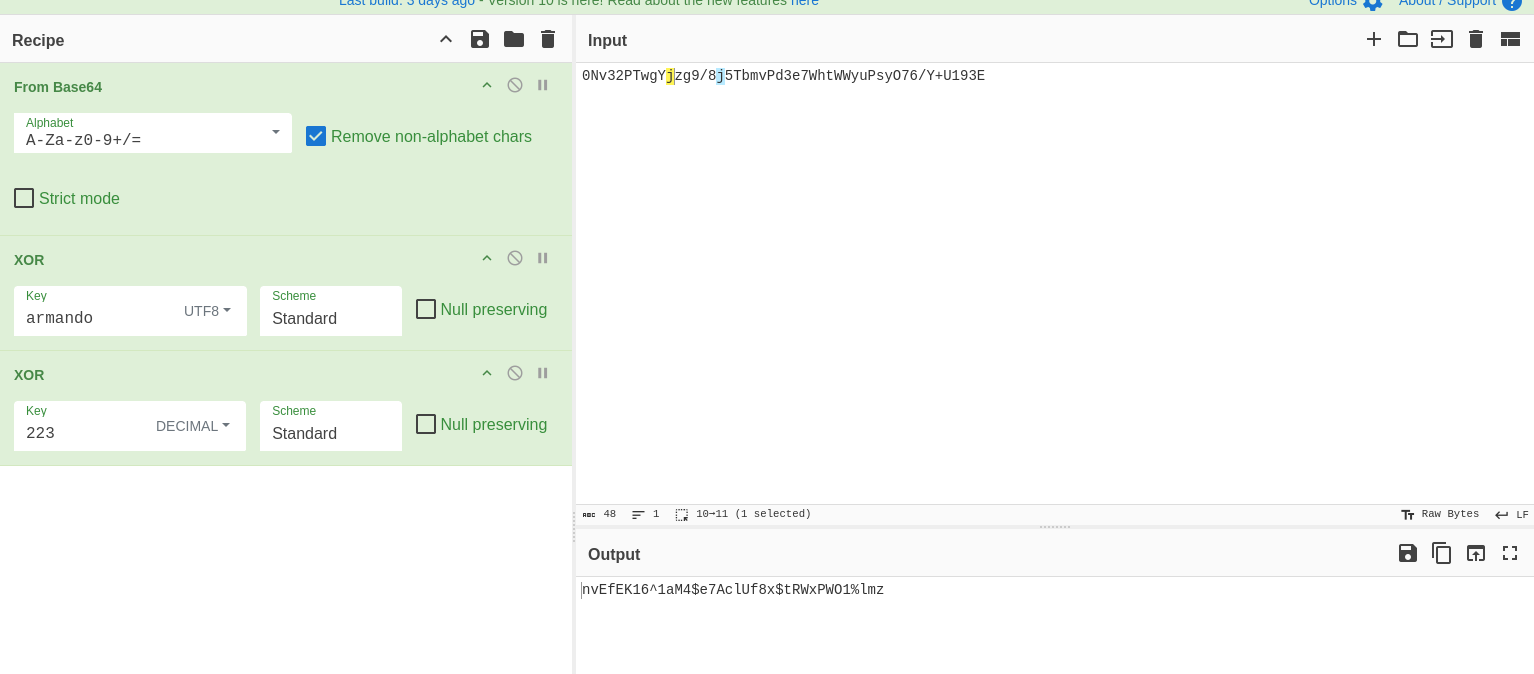 Last build: 3 days ago - Version 10 is here! Read about the new features here
Options
About / Support
Recipe
Input
From Base64
Alphabet
A-Za-z0-9+/=
Remove non-alphabet chars
Strict mode
XOR
Key
armando
UTF8
Scheme
Standard
Null preserving
XOR
Key
223
DECIMAL
Scheme
Standard
Null preserving
0Nv32PTwgYjzg9/8j5TbmvPd3e7WhtWWyuPsyO76/Y+U193E
ABC 48
1
10→11 (1 selected)
Raw Bytes
LF
Output
nvEfEK16^1aM4$e7AclUf8x$tRWxPWO1%lmz